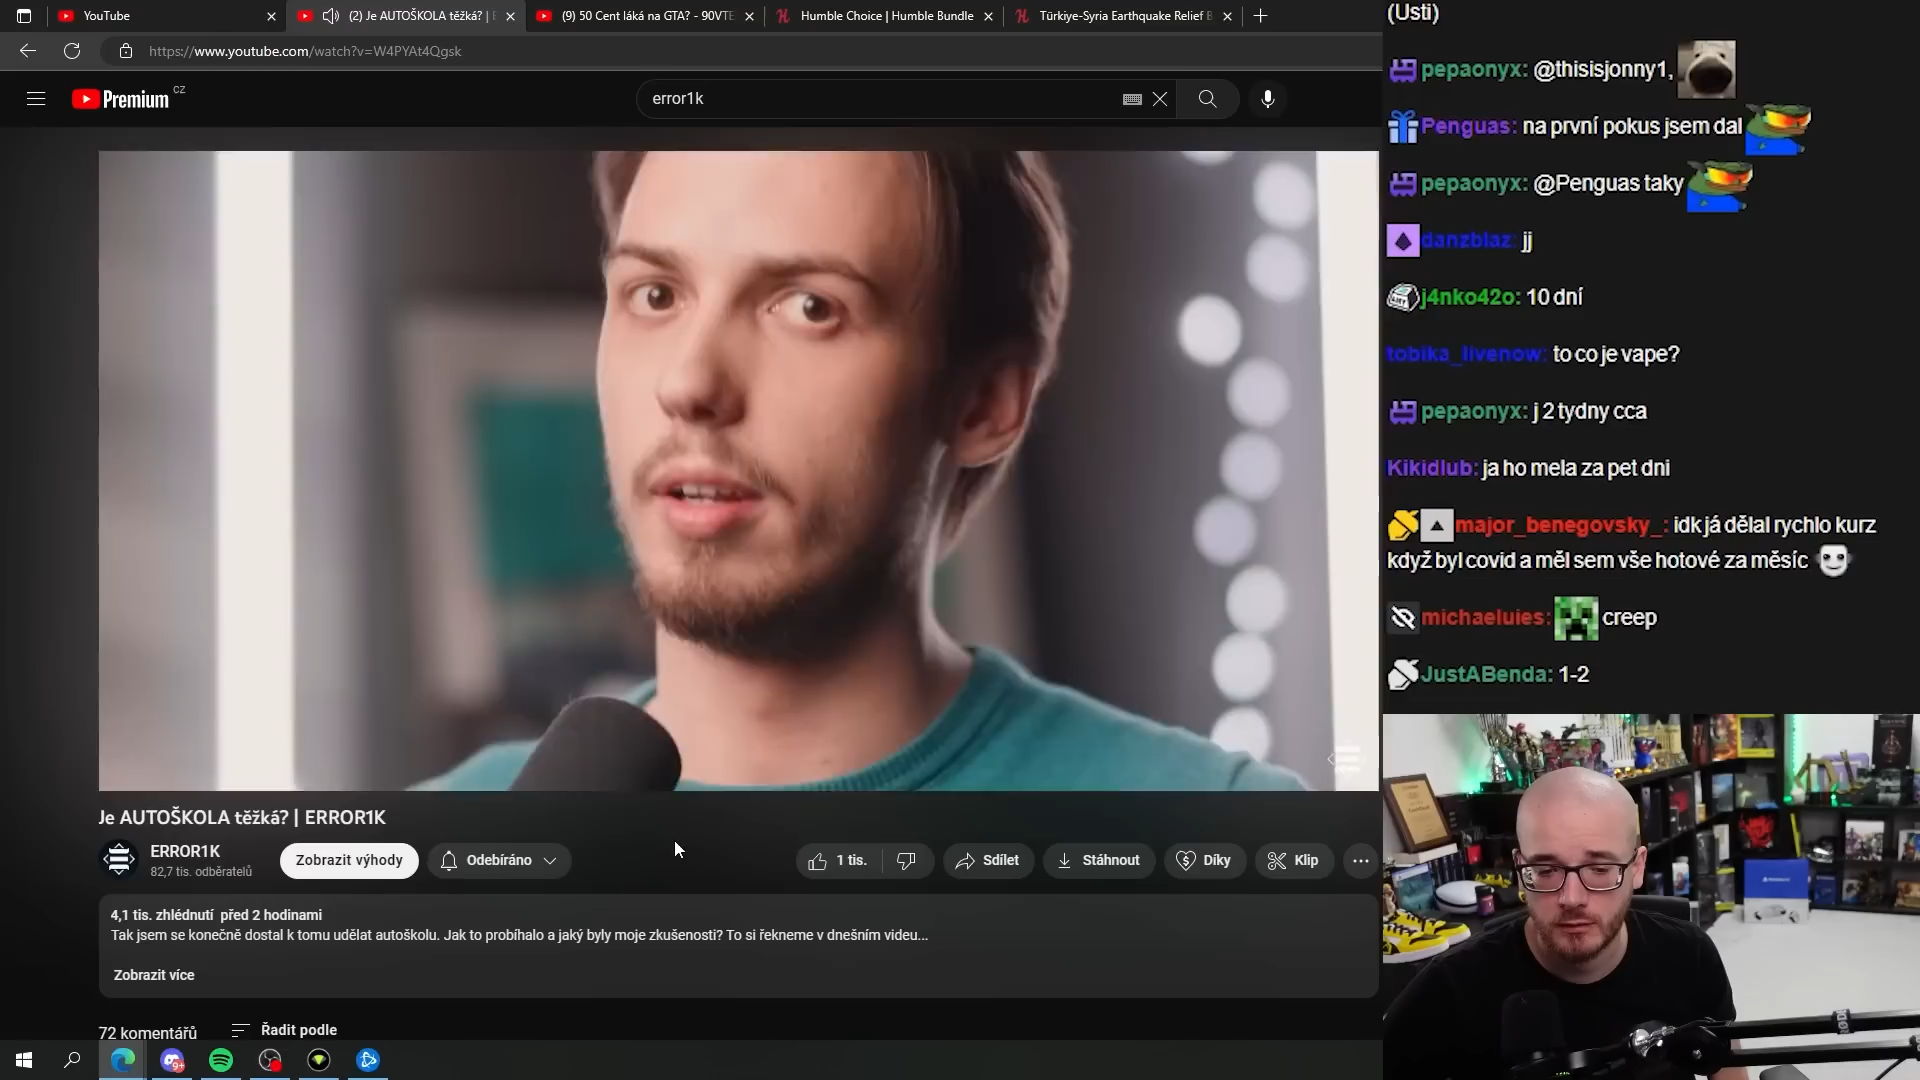 YouTube
(2) Je AUTOŠKOLA těžká? | E
(9) 50 Cent láká na GTA? - 90VTE
Humble Choice | Humble Bundle
Türkiye-Syria Earthquake Relief B
https://www.youtube.com/watch?v=W4PYAt4Qgsk
Premium CZ
error1k
Je AUTOŠKOLA těžká? | ERROR1K
ERROR1K
82,7 tis. odběratelů
Zobrazit výhody
Odebíráno
1 tis.
Sdílet
Stáhnout
Díky
Klip
4,1 tis. zhlédnutí před 2 hodinami
Tak jsem se konečně dostal k tomu udělat autoškolu. Jak to probíhalo a jaký byly moje zkušenosti? To si řekneme v dnešním videu...
Zobrazit více
72 komentářů
Řadit podle
9+
(Usti)
pepaonyx: @thisisjonny1,
Penguas: na první pokus jsem dal
pepaonyx: @Penguas taky
danzblaz: jj
j4nko42o: 10 dní
tobika_livenow: to co je vape?
pepaonyx: j 2 tydny cca
Kikidlub: ja ho mela za pet dni
major_benegovsky_: idk já dělal rychlo kurz
když byl covid a měl sem vše hotové za měsíc
michaeluies: creep
JustABenda: 1-2